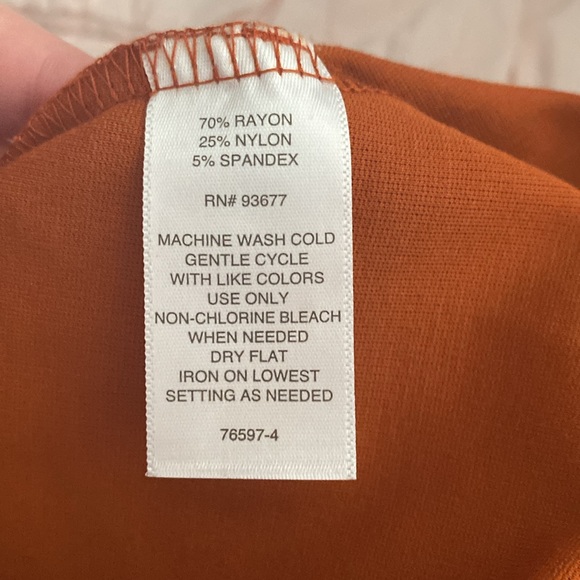 70% RAYON
25% NYLON
5% SPANDEX
RN# 93677
MACHINE WASH COLD
GENTLE CYCLE
WITH LIKE COLORS
USE ONLY
NON-CHLORINE BLEACH
WHEN NEEDED
DRY FLAT
IRON ON LOWEST
SETTING AS NEEDED
76597-4